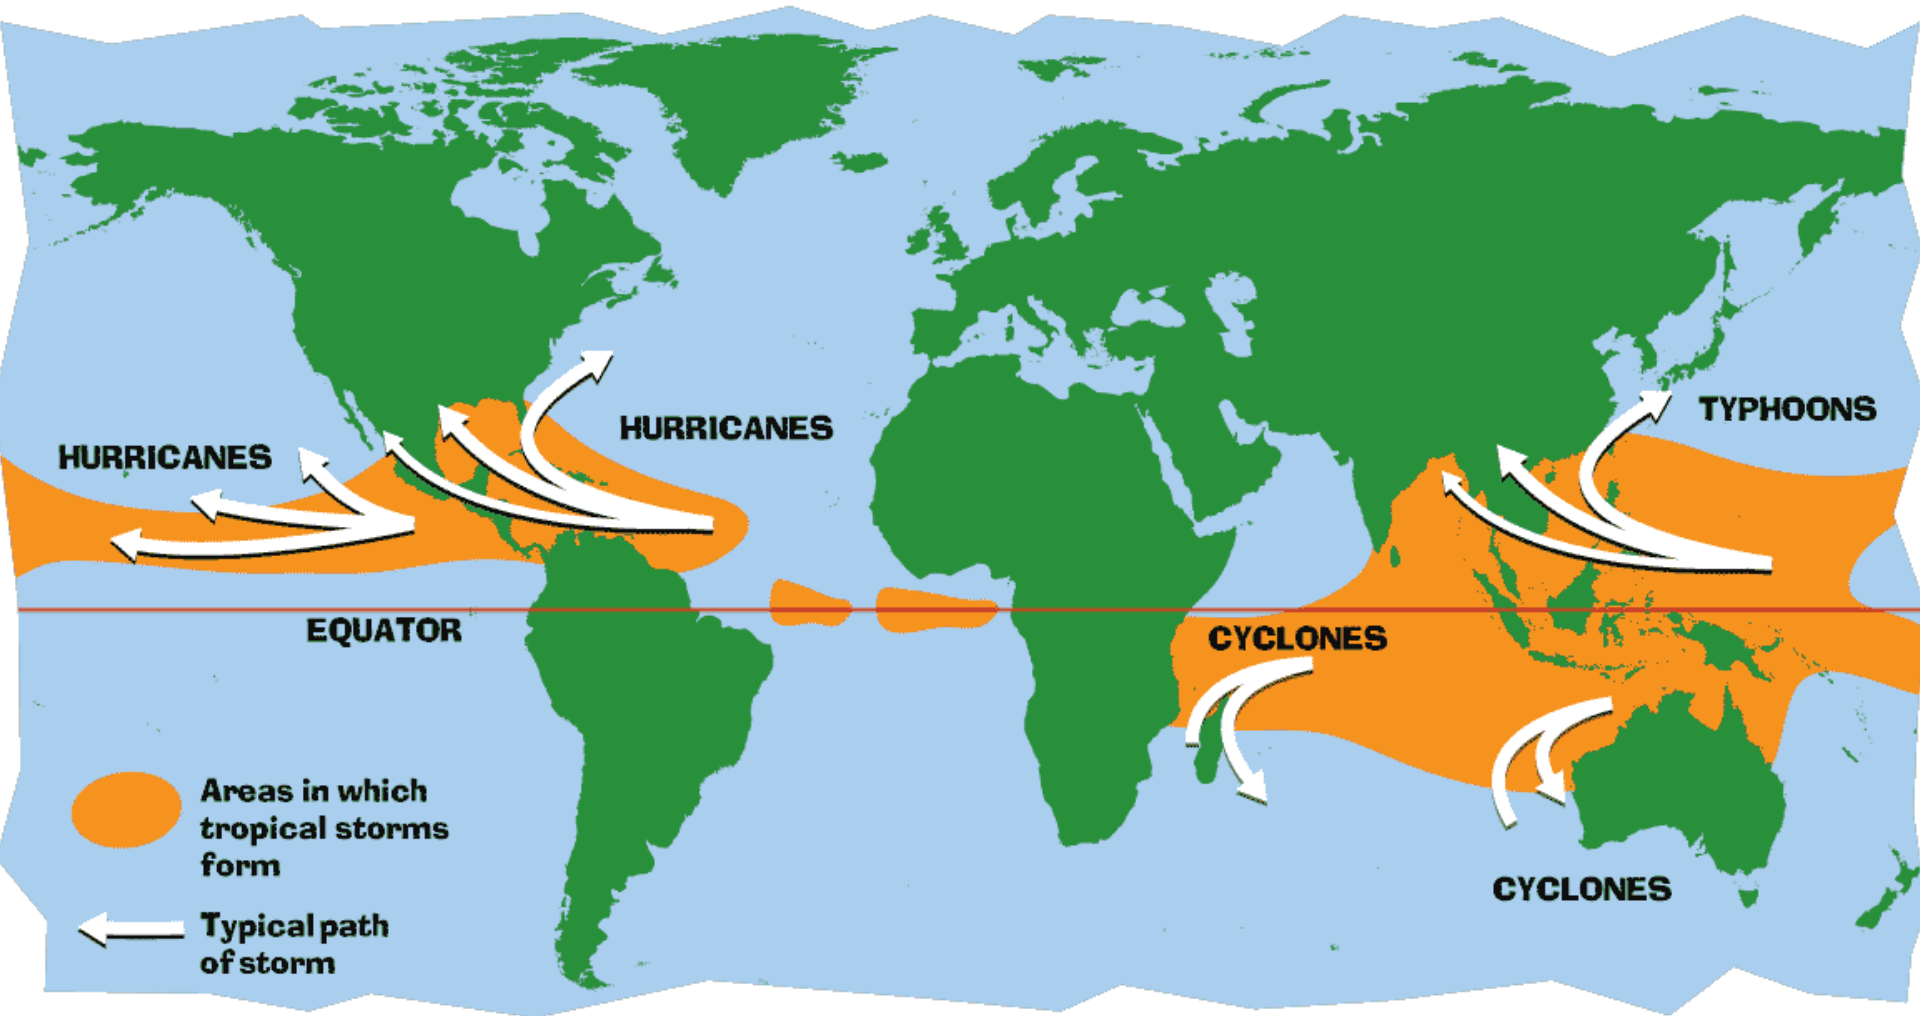 HURRICANES
HURRICANES
TYPHOONS
EQUATOR
CYCLONES
CYCLONES
Areas in which
tropical storms
form
Typical path
of storm